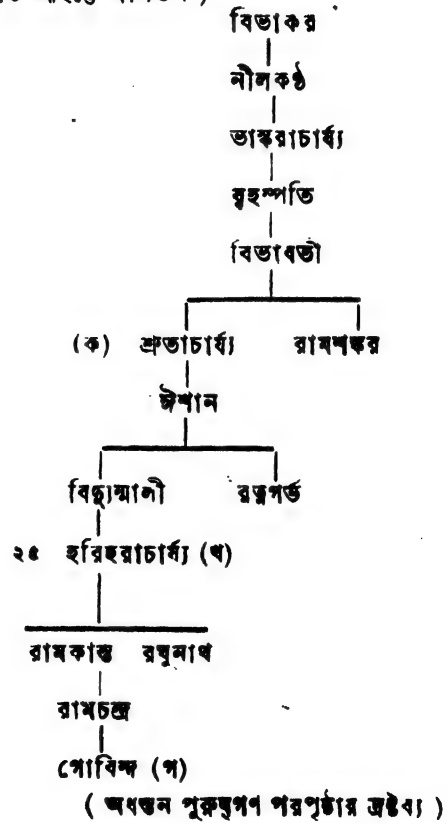 বিভাকর
নীলকণ্ঠ
ভাস্করাচার্য্য
বৃহস্পতি
বিভাবতী
(ক) শ্রুতাচার্য্য রামশঙ্কর
ঈশান
বিদ্যুন্মালী রত্নগর্ভ
২৫ হরিহরাচার্য্য (খ)
রামকান্ত রঘুনাথ
রামচন্দ্র
গোবিন্দ (গ)
( অধস্তন পুরুষগণ পরপৃষ্ঠায় দ্রষ্টব্য )